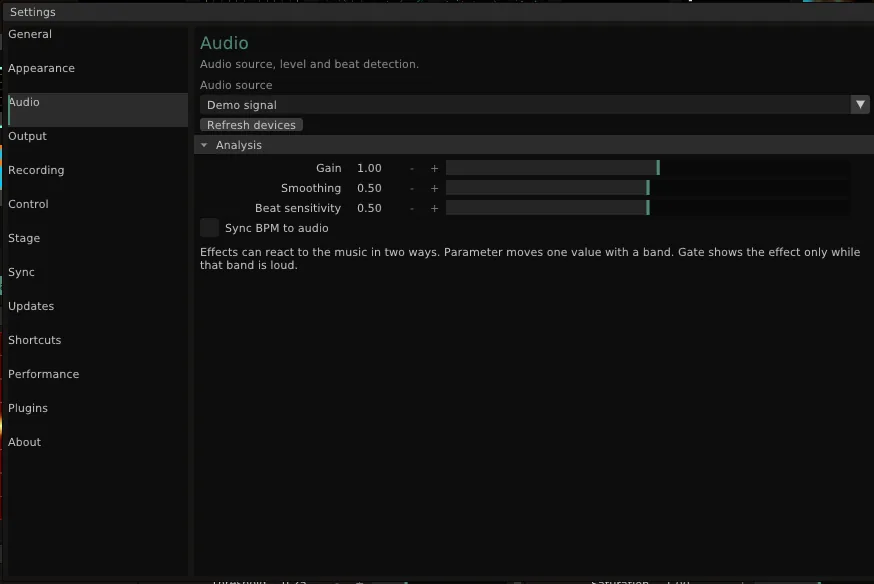 Settings
General
Appearance
Audio
Output
Recording
Control
Stage
Sync
Updates
Shortcuts
Performance
Plugins
About
Audio
Audio source, level and beat detection.
Audio source
Demo signal
Refresh devices
Analysis
Gain 1.00 - +
Smoothing 0.50 - +
Beat sensitivity 0.50 - +
Sync BPM to audio
Effects can react to the music in two ways. Parameter moves one value with a band. Gate shows the effect only while
that band is loud.